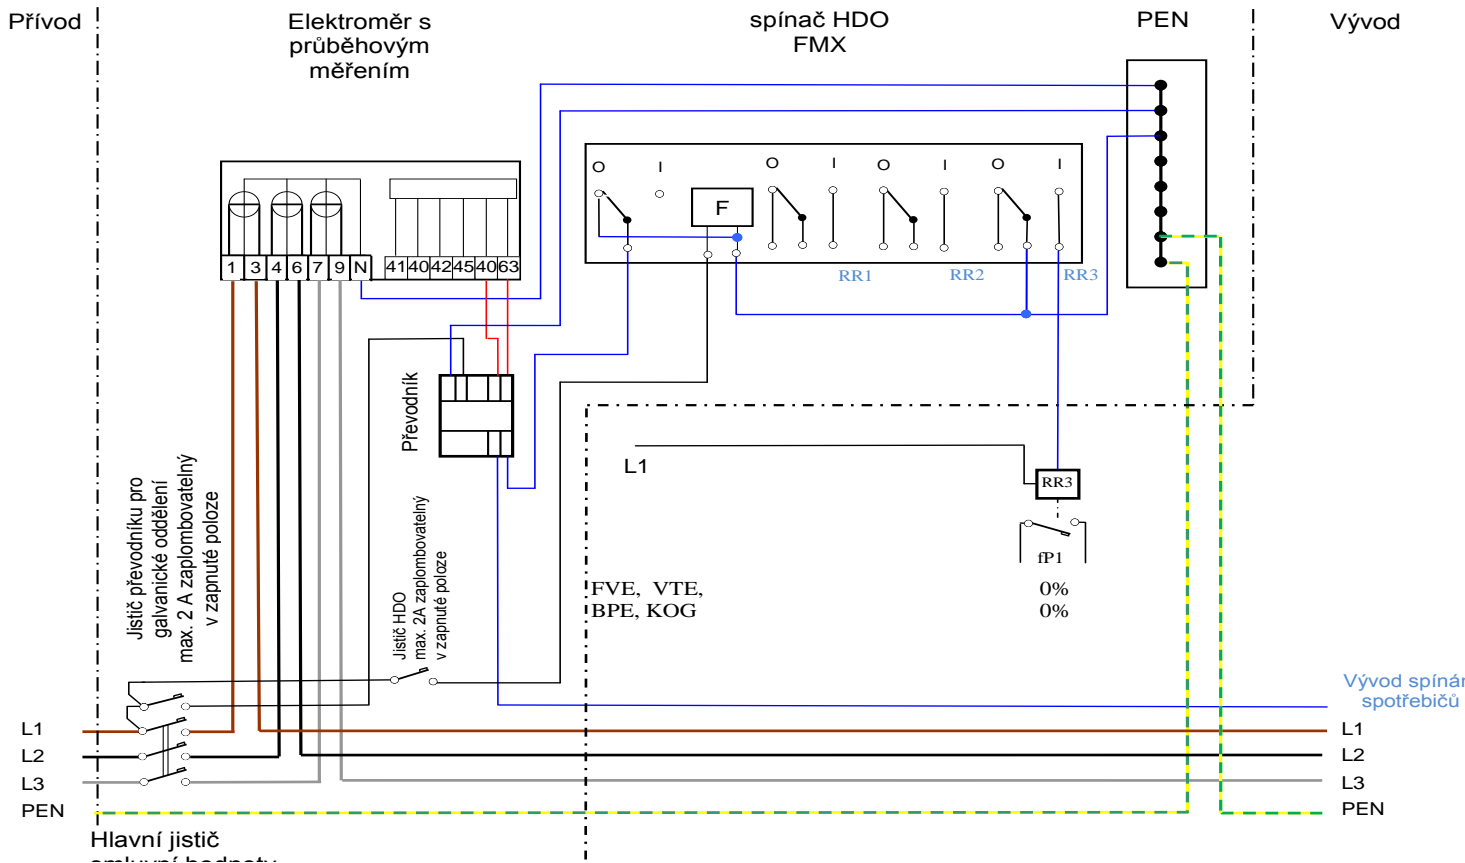 Přívod
Elektroměr s
průběhovým
měřením
spínač HDO
FMX
PEN
Vývod
O I O I O I O I
F
1 3 4 6 7 9 N 41 40 42 45 40 63
RR1 RR2 RR3
Převodník
L1
RR3
fP1
0%
0%
FVE, VTE,
BPE, KOG
Jistič převodníku pro
galvanické oddělení
max. 2 A zaplombovatelný
v zapnuté poloze
Jistič HDO
max. 2A zaplombovatelný
v zapnuté poloze
Vývod spínán
spotřebičů
L1
L2
L3
PEN
L1
L2
L3
PEN
Hlavní jistič